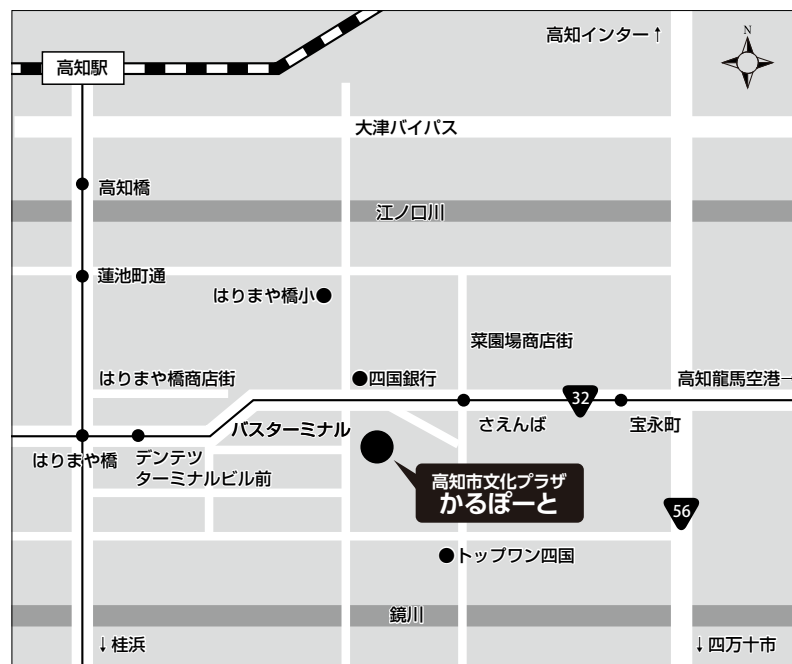 高知インター↑
N
高知駅
大津バイパス
高知橋
江ノ口川
蓮池町通
はりまや橋小
菜園場商店街
はりまや橋商店街
四国銀行
高知龍馬空港→
32
さえんば
宝永町
バスターミナル
はりまや橋
デンテツ
ターミナルビル前
高知市文化プラザ
かるぽーと
56
トップワン四国
鏡川
↓桂浜
↓四万十市